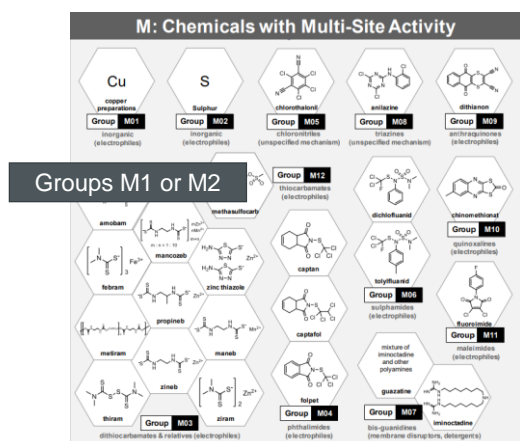 M: Chemicals with Multi-Site Activity
Cu
copper
preparations
Group M01
inorganic
(electrophiles)
S
Sulphur
Group M02
inorganic
(electrophiles)
chlorothalonil
Group M05
chloronitriles
(unspecified mechanism)
anilazine
Group M08
triazines
(unspecified mechanism)
dithianon
Group M09
anthraquinones
(electrophiles)
Groups M1 or M2
methasulfocarb
Group M12
thiocarbamates
(electrophiles)
dichlofluanid
tolylfluanid
Group M06
sulphamides
(electrophiles)
chinomethionat
Group M10
quinoxalines
(electrophiles)
fluoroimide
Group M11
maleimides
(electrophiles)
amobam
mancozeb
febram
zinc thiazole
propineb
metiram
maneb
zineb
thiram
ziram
Group M03
dithiocarbamates & relatives (electrophiles)
captan
captafol
folpet
Group M04
phthalimides
(electrophiles)
mixture of
iminoctadine
and other
polyamines
guazatine
iminoctadine
Group M07
bis-guanidines
(membrane disruptors, detergents)